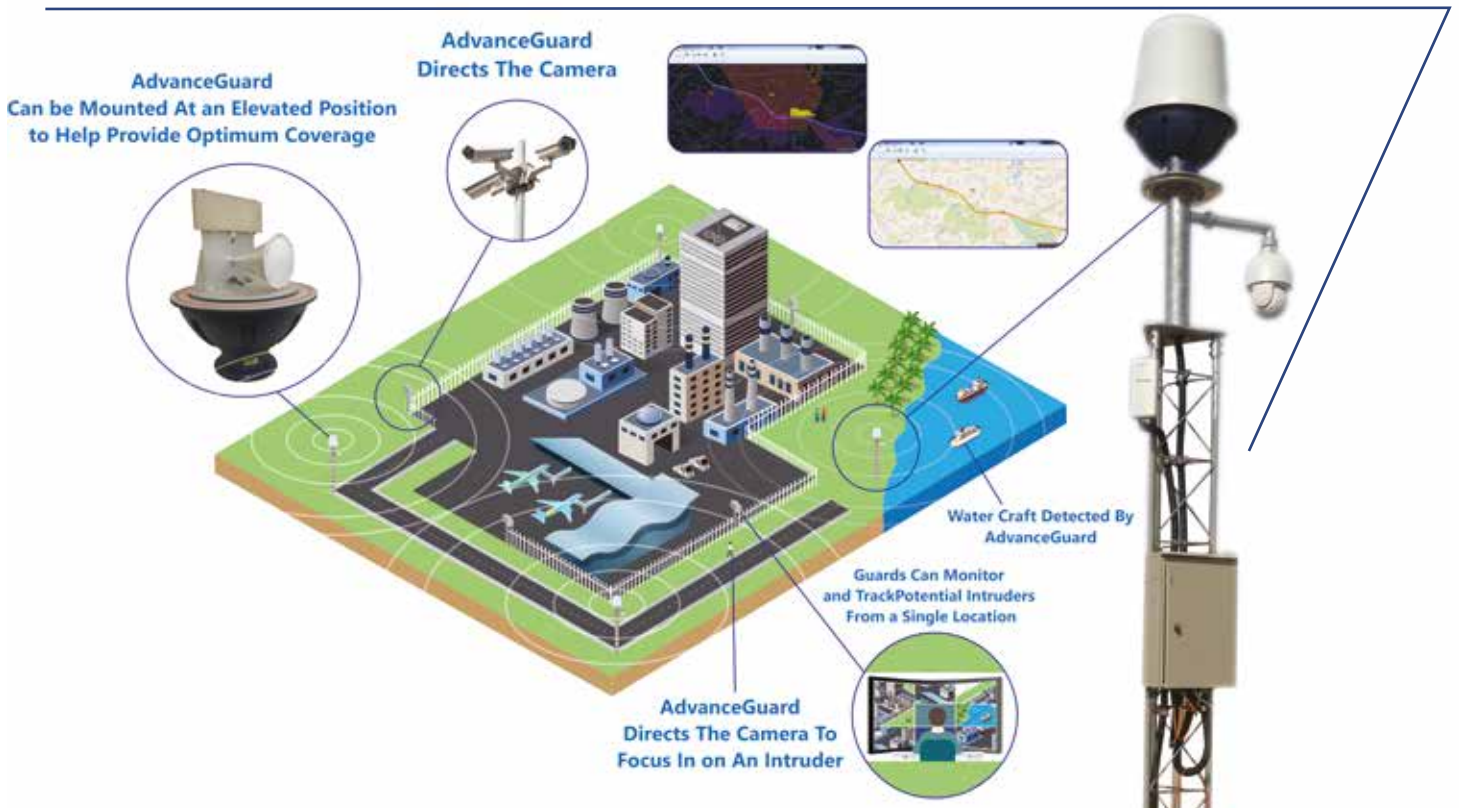 AdvanceGuard
Can be Mounted At an Elevated Position
to Help Provide Optimum Coverage
AdvanceGuard
Directs The Camera
Water Craft Detected By
AdvanceGuard
Guards Can Monitor
and TrackPotential Intruders
From a Single Location
AdvanceGuard
Directs The Camera To
Focus In on An Intruder